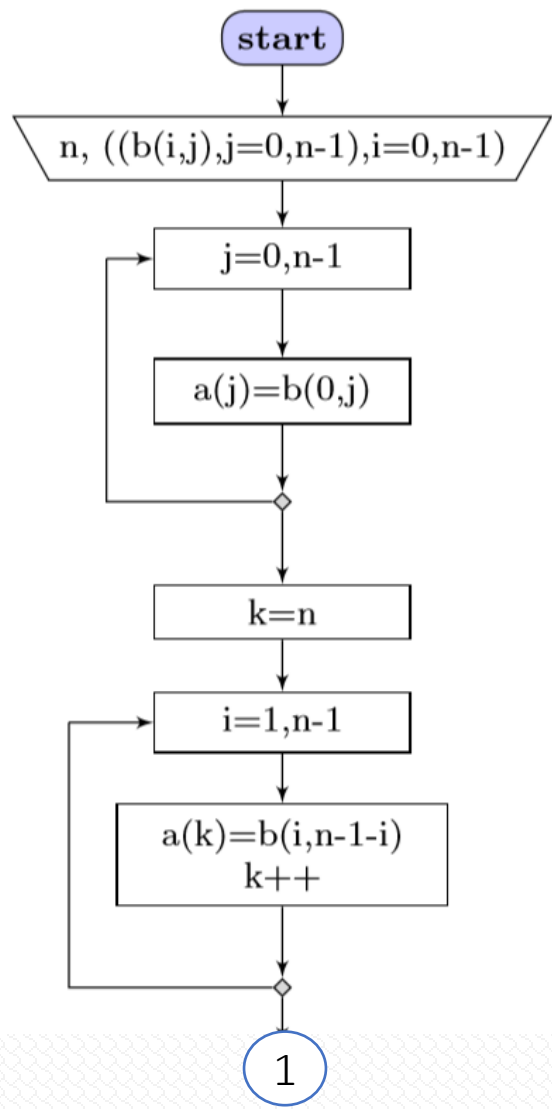 start
n, ((b(i,j),j=0,n-1),i=0,n-1)
j=0,n-1
a(j)=b(0,j)
k=n
i=1,n-1
a(k)=b(i,n-1-i)
k++
1